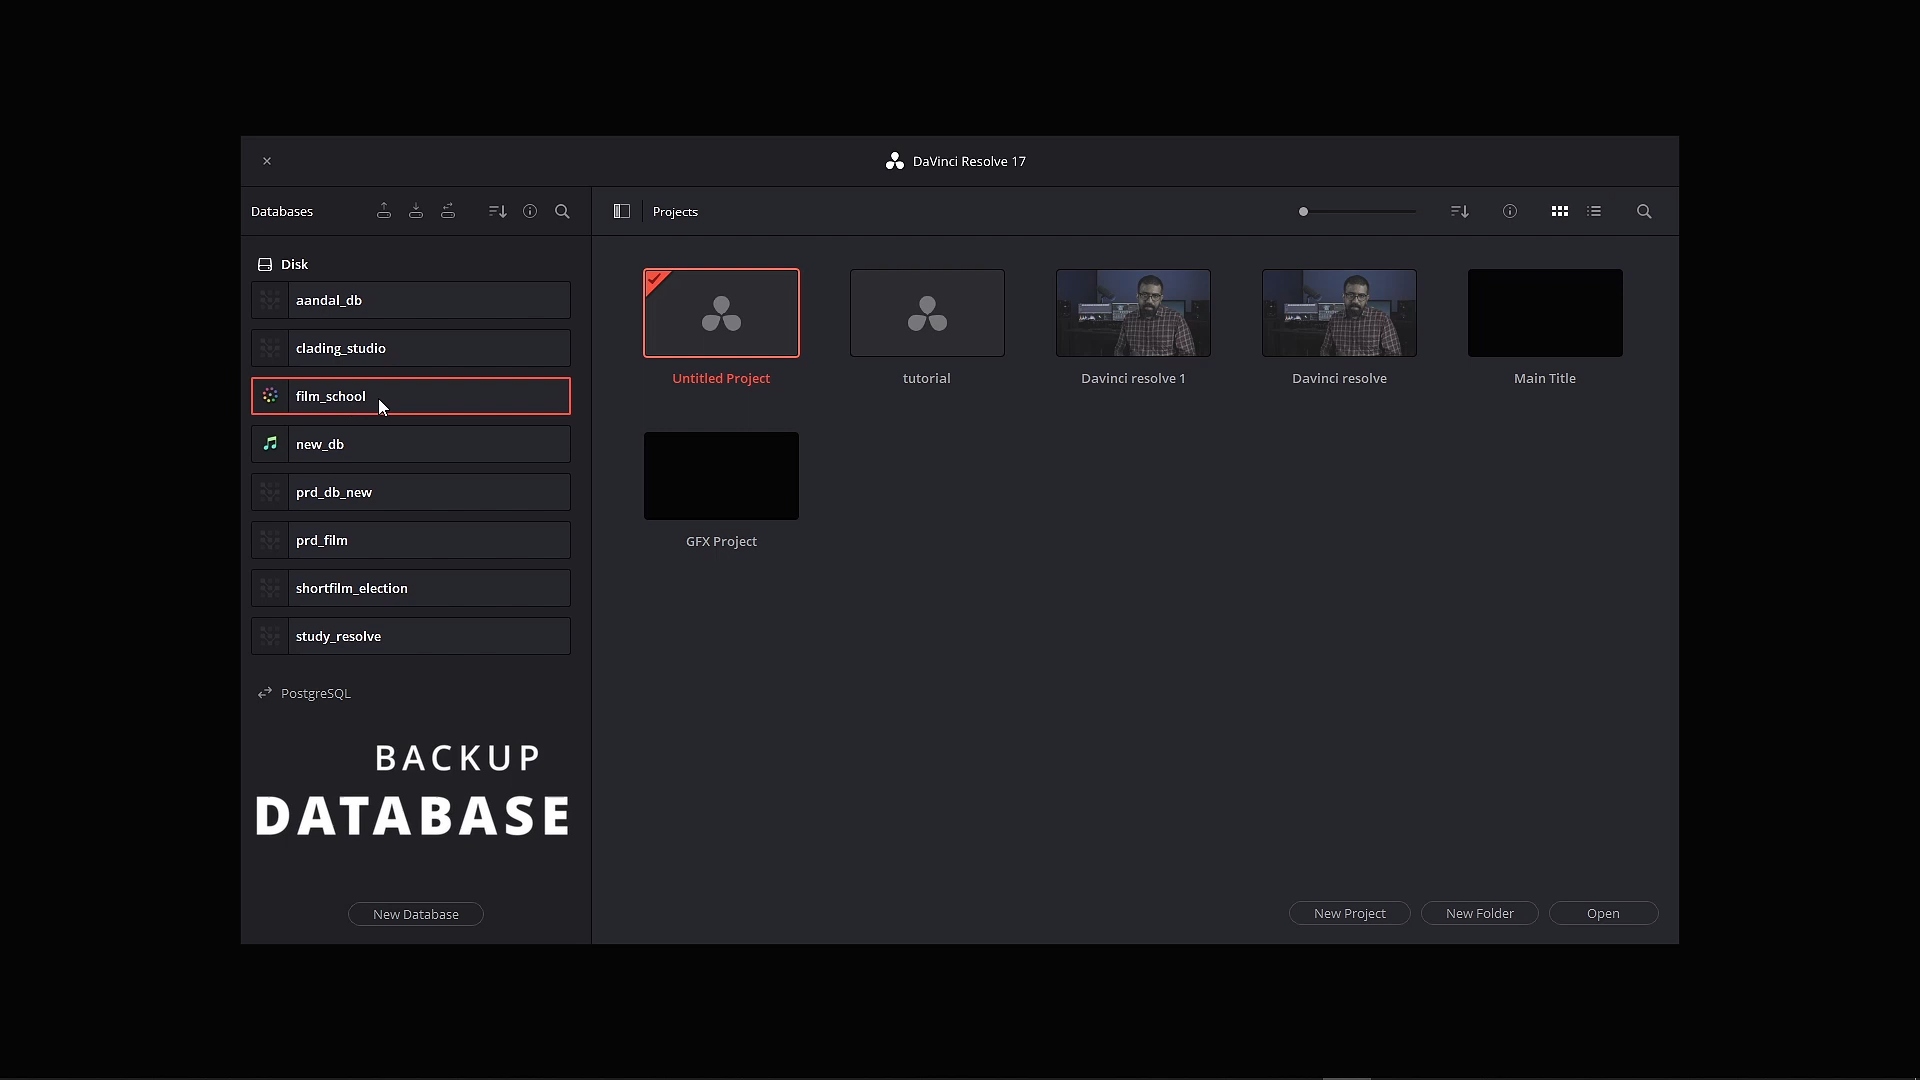 DaVinci Resolve 17
Databases
Projects
Disk
aandal_db
clading_studio
film_school
new_db
prd_db_new
prd_film
shortfilm_election
study_resolve
PostgreSQL
BACKUP
DATABASE
New Database
Untitled Project
tutorial
Davinci resolve 1
Davinci resolve
Main Title
GFX Project
New Project
New Folder
Open